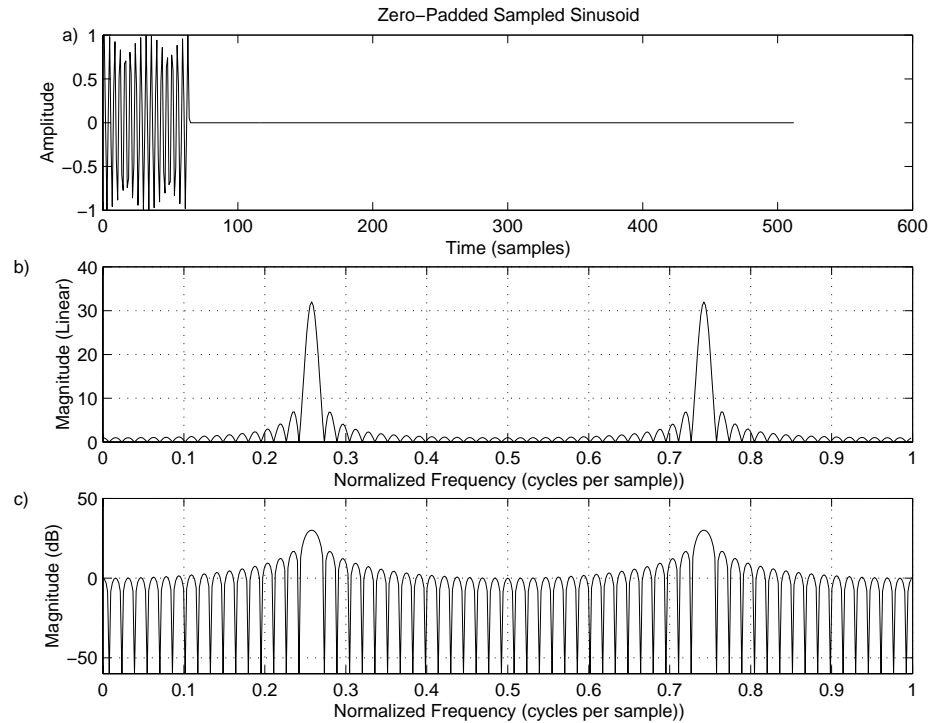 Zero−Padded Sampled Sinusoid
a)
1
0.5
0
−0.5
−1
Amplitude
0 100 200 300 400 500 600
Time (samples)
b)
40
30
20
10
0
Magnitude (Linear)
0 0.1 0.2 0.3 0.4 0.5 0.6 0.7 0.8 0.9 1
Normalized Frequency (cycles per sample))
c)
50
0
−50
Magnitude (dB)
0 0.1 0.2 0.3 0.4 0.5 0.6 0.7 0.8 0.9 1
Normalized Frequency (cycles per sample))